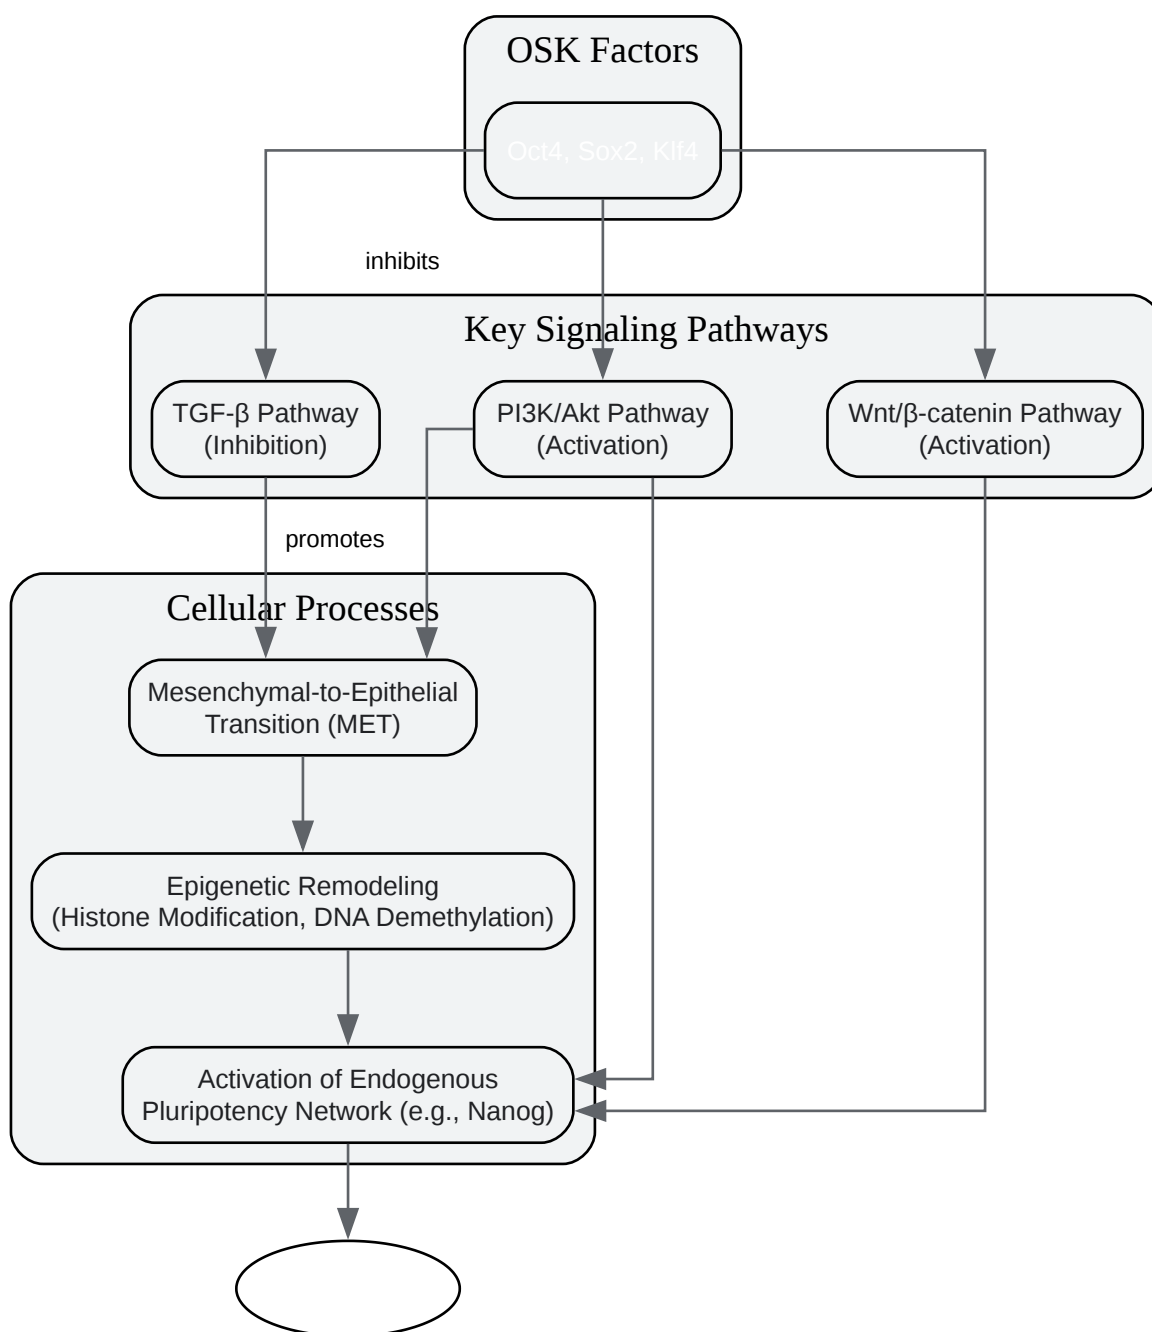 OSK Factors
Oct4, Sox2, Klf4
inhibits
Key Signaling Pathways
TGF-β Pathway
(Inhibition)
PI3K/Akt Pathway
(Activation)
Wnt/β-catenin Pathway
(Activation)
promotes
Cellular Processes
Mesenchymal-to-Epithelial
Transition (MET)
Epigenetic Remodeling
(Histone Modification, DNA Demethylation)
Activation of Endogenous
Pluripotency Network (e.g., Nanog)